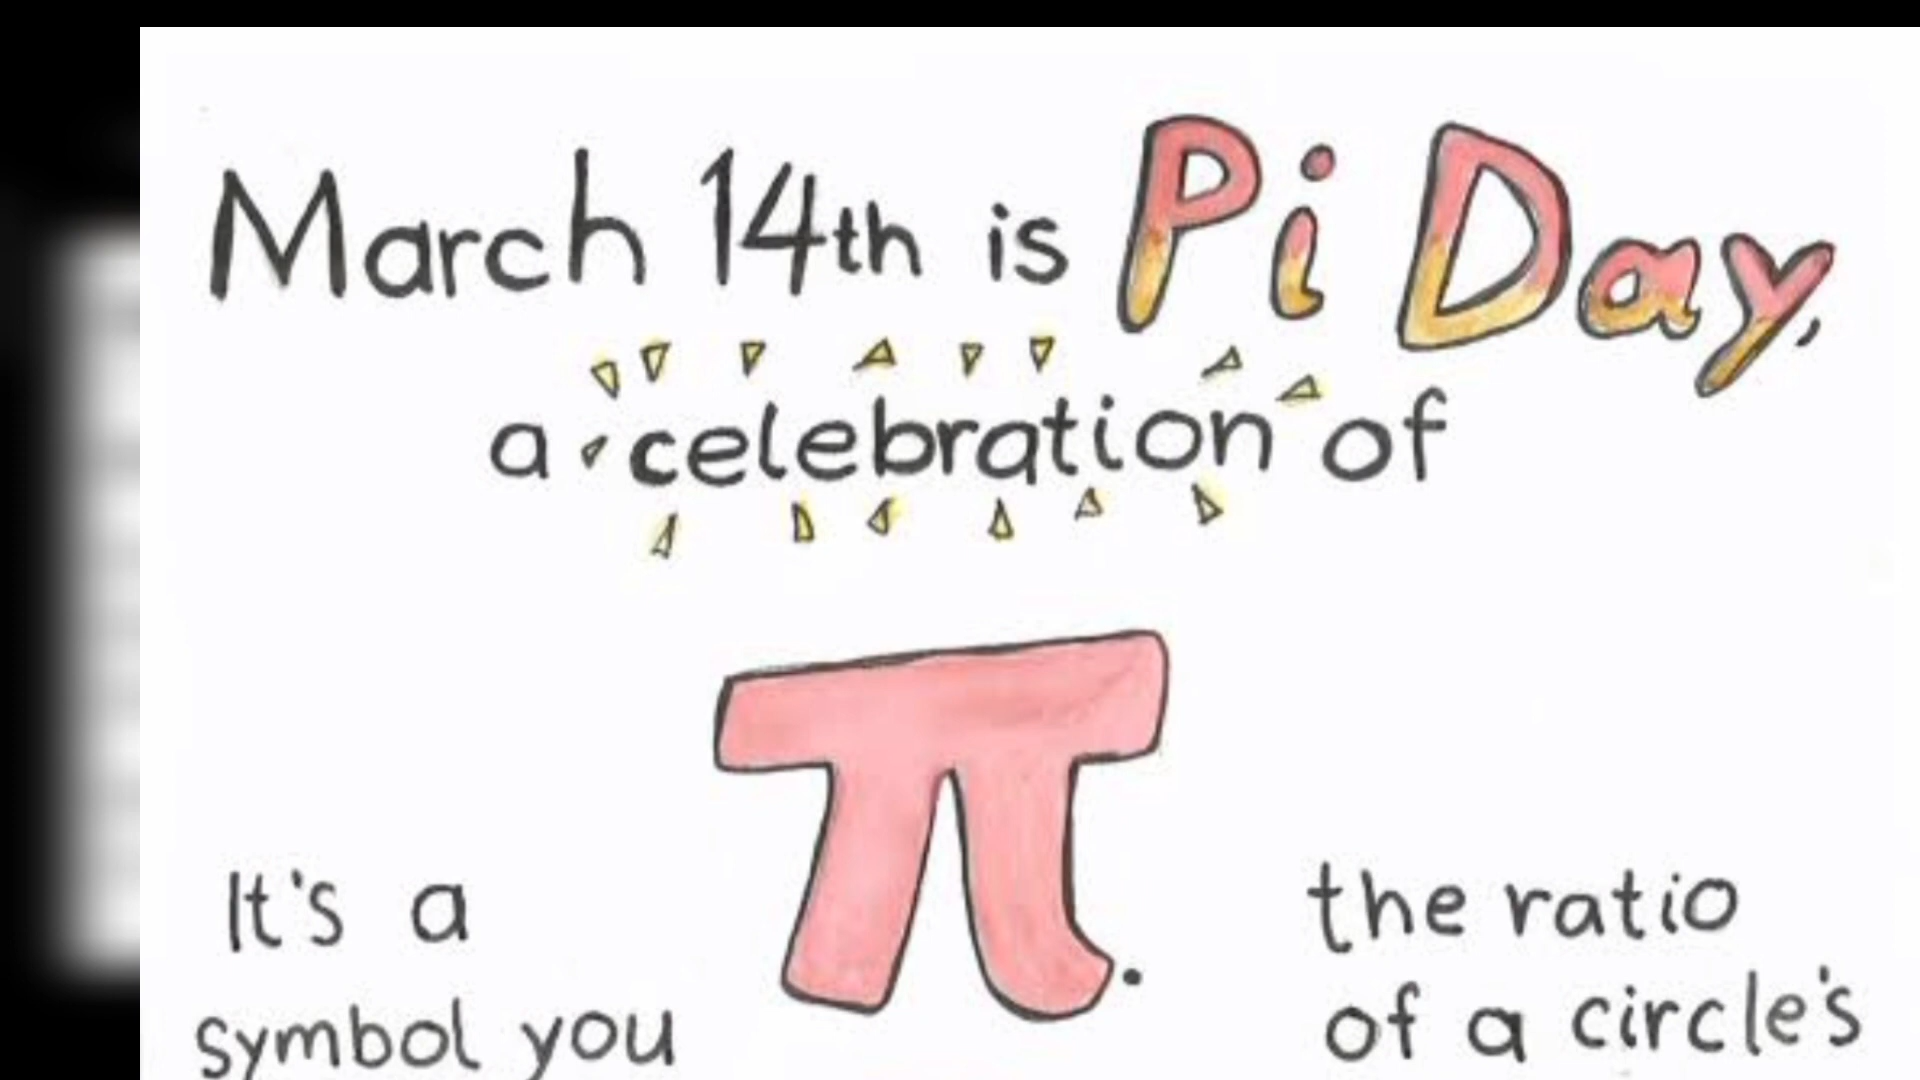 March 14th is Pi Day,
a celebration of
π.
It's a
symbol you
the ratio
of a circle's